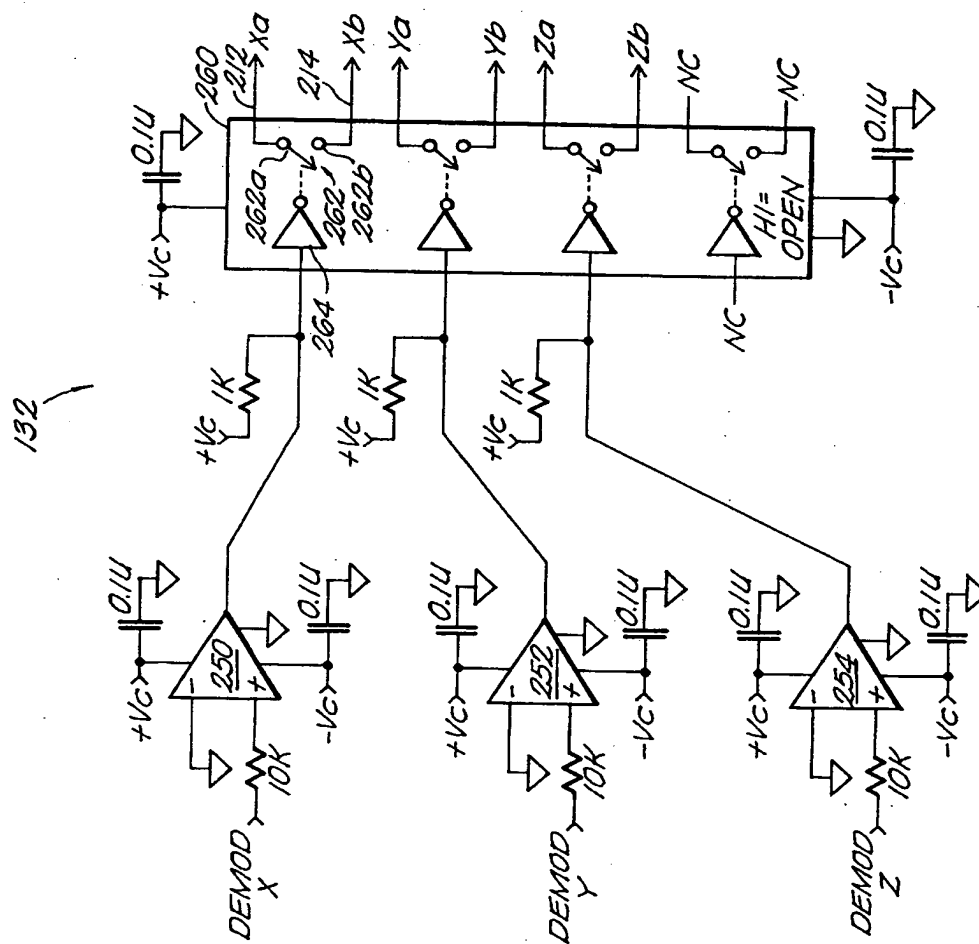 132
+Vc
0.1U
260
212
Xa
262a
262
262b
Xb
214
264
+Vc
1K
Ya
Yb
+Vc
1K
Za
Zb
+Vc
1K
NC
NC
NC
HI=
OPEN
-Vc
0.1U
+Vc
0.1U
-
250
+
DEMOD
X
10K
-Vc
0.1U
+Vc
0.1U
-
252
+
DEMOD
Y
10K
-Vc
0.1U
+Vc
0.1U
-
254
+
DEMOD
Z
10K
-Vc
0.1U